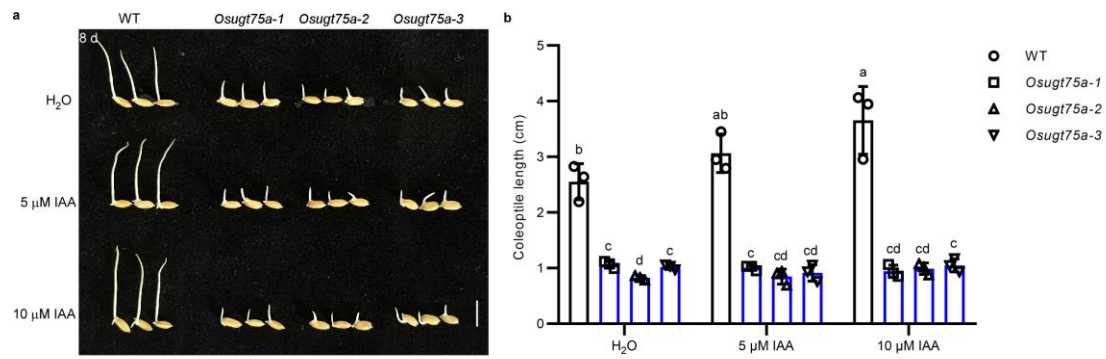 a
WT Osugt75a-1 Osugt75a-2 Osugt75a-3
8 d
H₂O
5 μM IAA
10 μM IAA
b
Coleoptile length (cm)
5
4
3
2
1
0
b
c
d
c
ab
c
cd
cd
a
cd
cd
c
H₂O 5 μM IAA 10 μM IAA
WT
Osugt75a-1
Osugt75a-2
Osugt75a-3